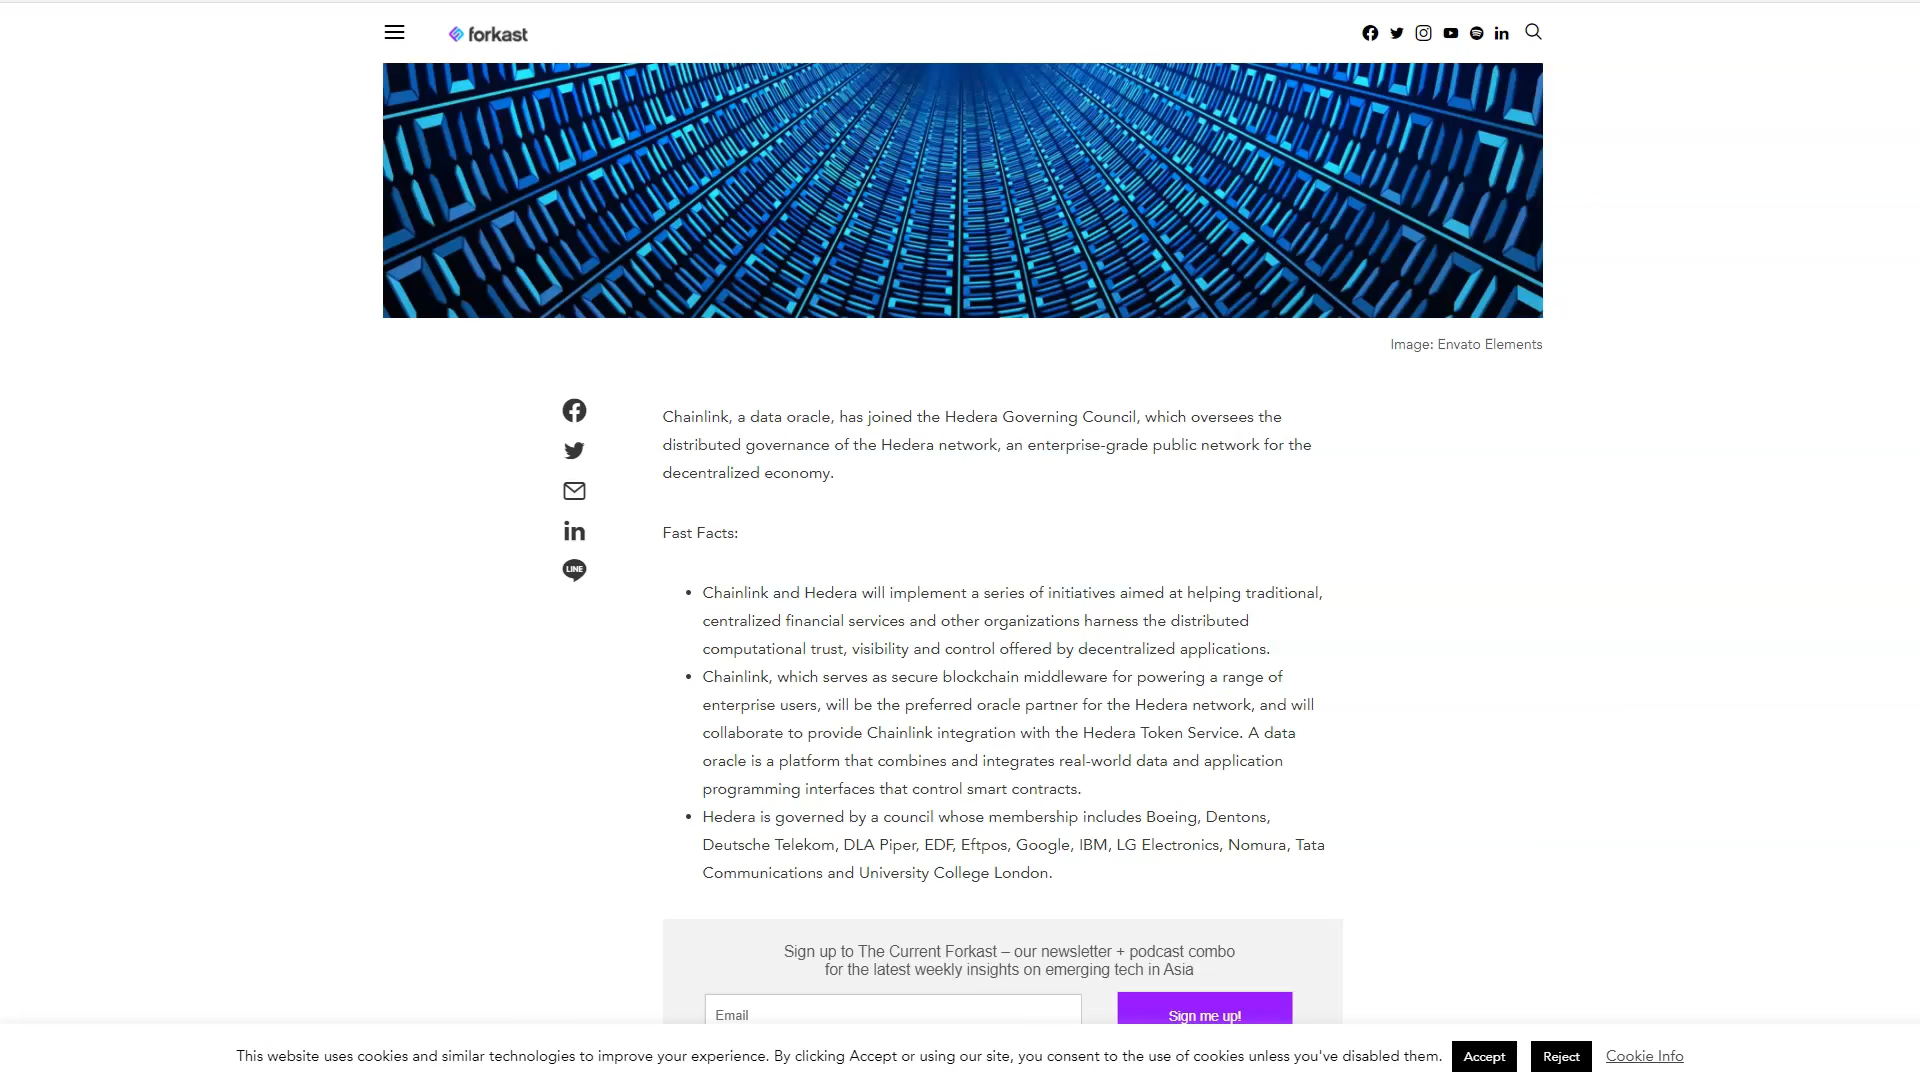 forkast
Image: Envato Elements
Chainlink, a data oracle, has joined the Hedera Governing Council, which oversees the
distributed governance of the Hedera network, an enterprise-grade public network for the
decentralized economy.
Fast Facts:
• Chainlink and Hedera will implement a series of initiatives aimed at helping traditional,
centralized financial services and other organizations harness the distributed
computational trust, visibility and control offered by decentralized applications.
• Chainlink, which serves as secure blockchain middleware for powering a range of
enterprise users, will be the preferred oracle partner for the Hedera network, and will
collaborate to provide Chainlink integration with the Hedera Token Service. A data
oracle is a platform that combines and integrates real-world data and application
programming interfaces that control smart contracts.
• Hedera is governed by a council whose membership includes Boeing, Dentons,
Deutsche Telekom, DLA Piper, EDF, Eftpos, Google, IBM, LG Electronics, Nomura, Tata
Communications and University College London.
LINE
Sign up to The Current Forkast – our newsletter + podcast combo
for the latest weekly insights on emerging tech in Asia
Email Sign me up!
This website uses cookies and similar technologies to improve your experience. By clicking Accept or using our site, you consent to the use of cookies unless you've disabled them. Accept Reject Cookie Info